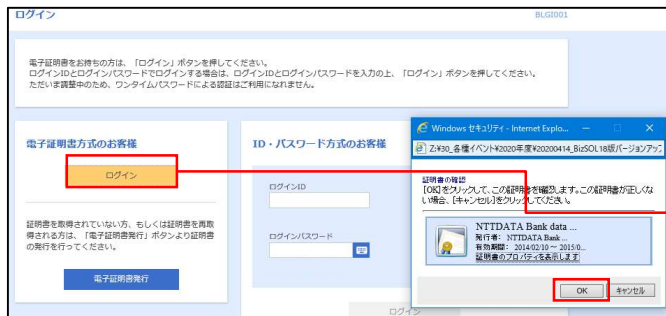 ログイン
BLGI001
電子証明書をお持ちの方は、「ログイン」ボタンを押してください。
ログインIDとログインパスワードでログインする場合は、ログインIDとログインパスワードを入力の上、「ログイン」ボタンを押してください。
ただいま調整中のため、ワンタイムパスワードによる認証はご利用になれません。
電子証明書方式のお客様
ログイン
証明書を取得されていない方、もしくは証明書を再取
得される方は、「電子証明書発行」ボタンより証明書
の発行を行ってください。
電子証明書発行
ID・パスワード方式のお客様
ログインID
ログインパスワード
ログイン
Windows セキュリティ - Internet Explo...
Z:¥30_各種イベント¥2020年度¥20200414_BizSOL18版バージョンアップ
証明書の確認
[OK]をクリックして、この証明書を確認します。この証明書が正しくな
い場合、[キャンセル]をクリックしてください。
NTTDATA Bank data ...
発行者: NTTDATA Bank ...
有効期間: 2014/02/10 ～ 2015/0...
証明書のプロパティを表示します
OK
キャンセル